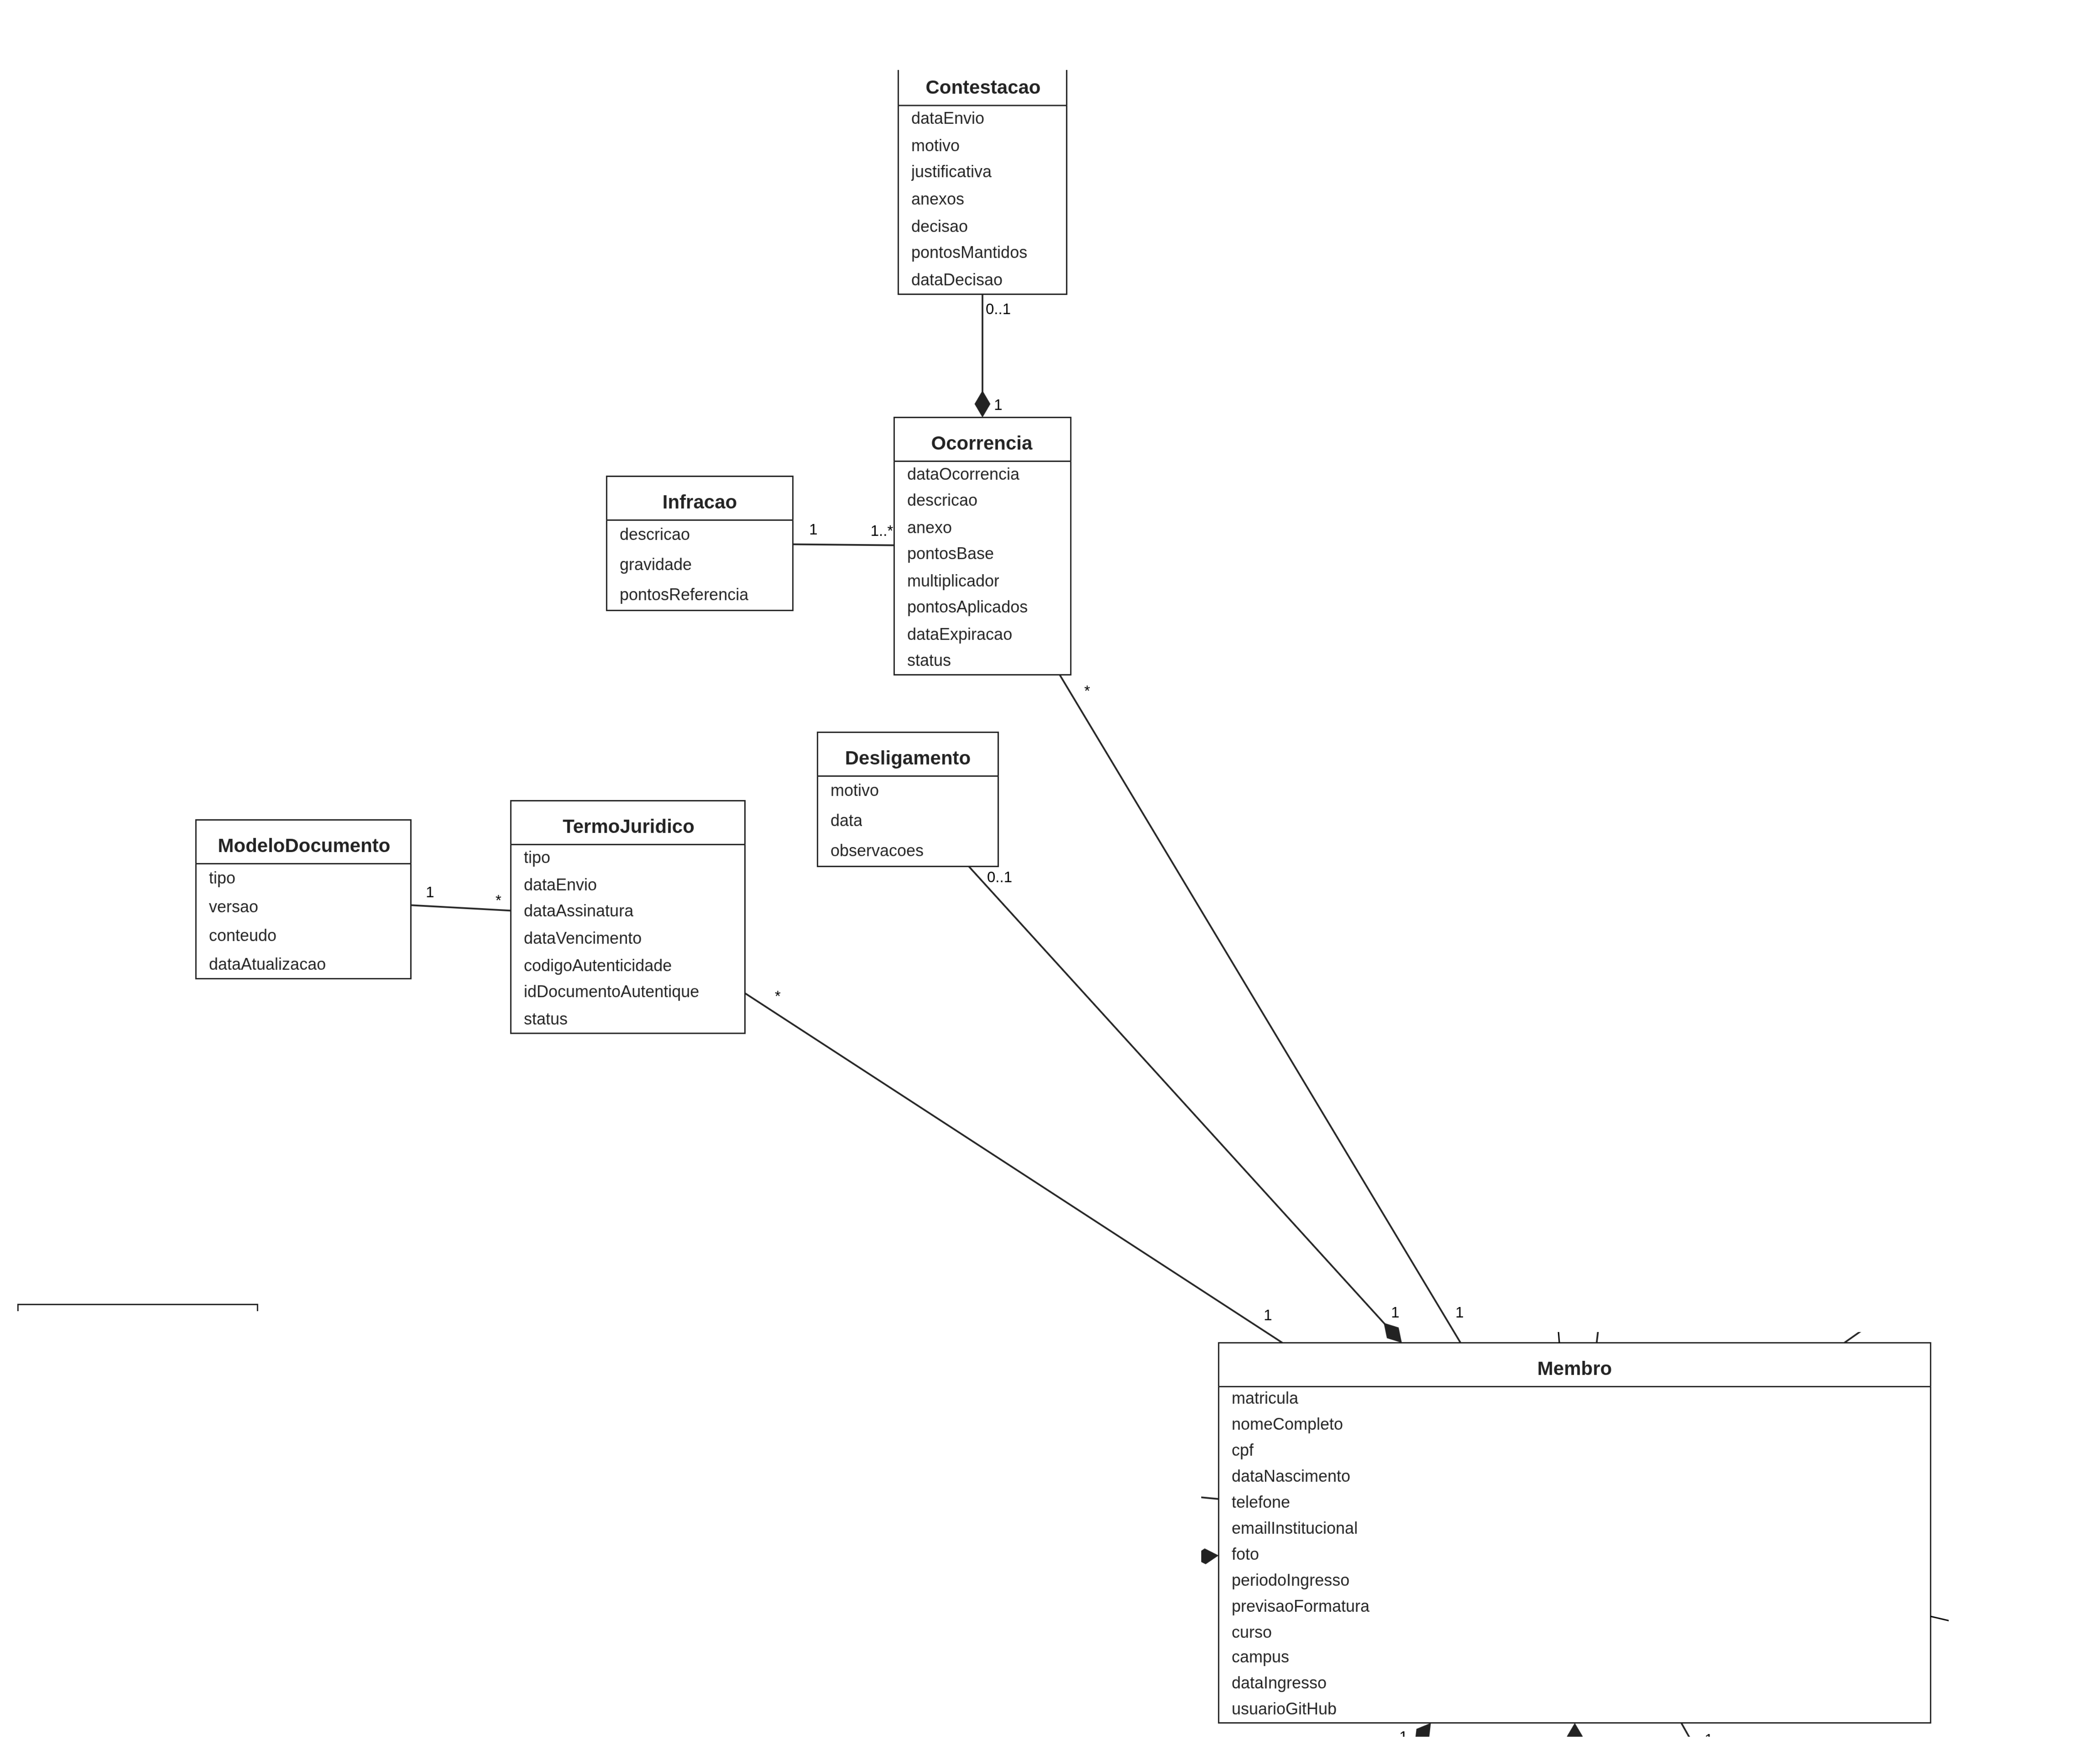 Contestacao
dataEnvio
motivo
justificativa
anexos
decisao
pontosMantidos
dataDecisao
0..1
1
Ocorrencia
dataOcorrencia
descricao
anexo
pontosBase
multiplicador
pontosAplicados
dataExpiracao
status
Infracao
descricao
gravidade
pontosReferencia
1
1..*
*
Desligamento
motivo
data
observacoes
0..1
TermoJuridico
tipo
dataEnvio
dataAssinatura
dataVencimento
codigoAutenticidade
idDocumentoAutentique
status
ModeloDocumento
tipo
versao
conteudo
dataAtualizacao
1
*
*
1
1
1
Membro
matricula
nomeCompleto
cpf
dataNascimento
telefone
emailInstitucional
foto
periodoIngresso
previsaoFormatura
curso
campus
dataIngresso
usuarioGitHub